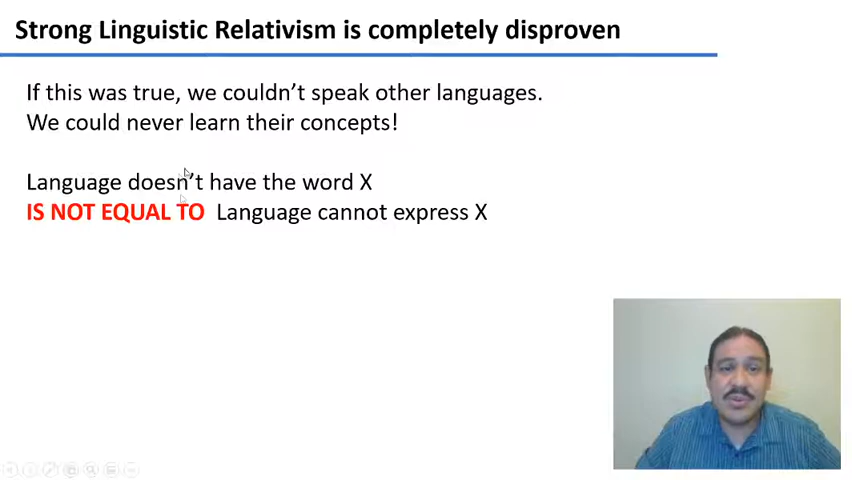 Strong Linguistic Relativism is completely disproven
If this was true, we couldn't speak other languages.
We could never learn their concepts!
Language doesn't have the word X
IS NOT EQUAL TO Language cannot express X